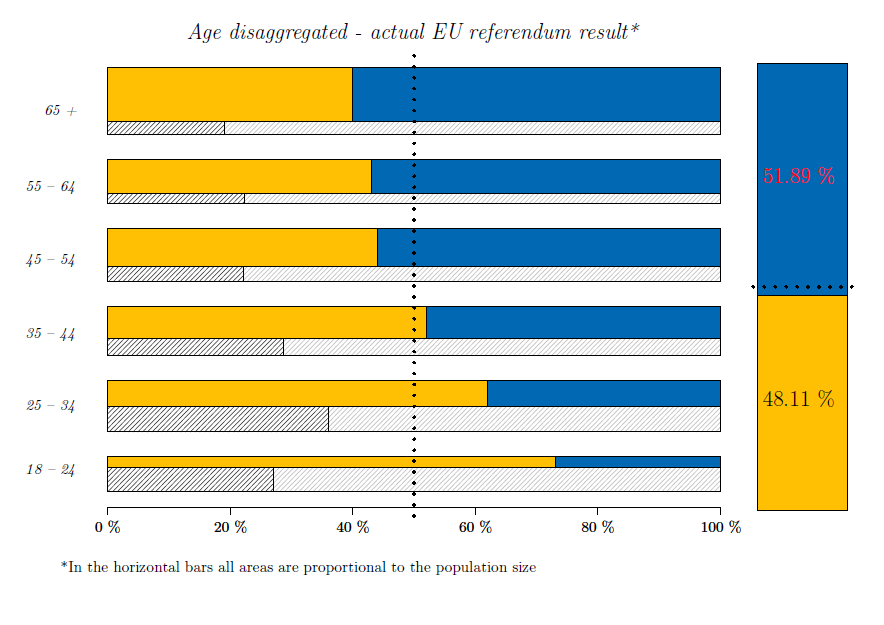 Age disaggregated - actual EU referendum result*
65 +
55 – 64
45 – 54
35 – 44
25 – 34
18 – 24
0 % 20 % 40 % 60 % 80 % 100 %
51.89 %
48.11 %
*In the horizontal bars all areas are proportional to the population size